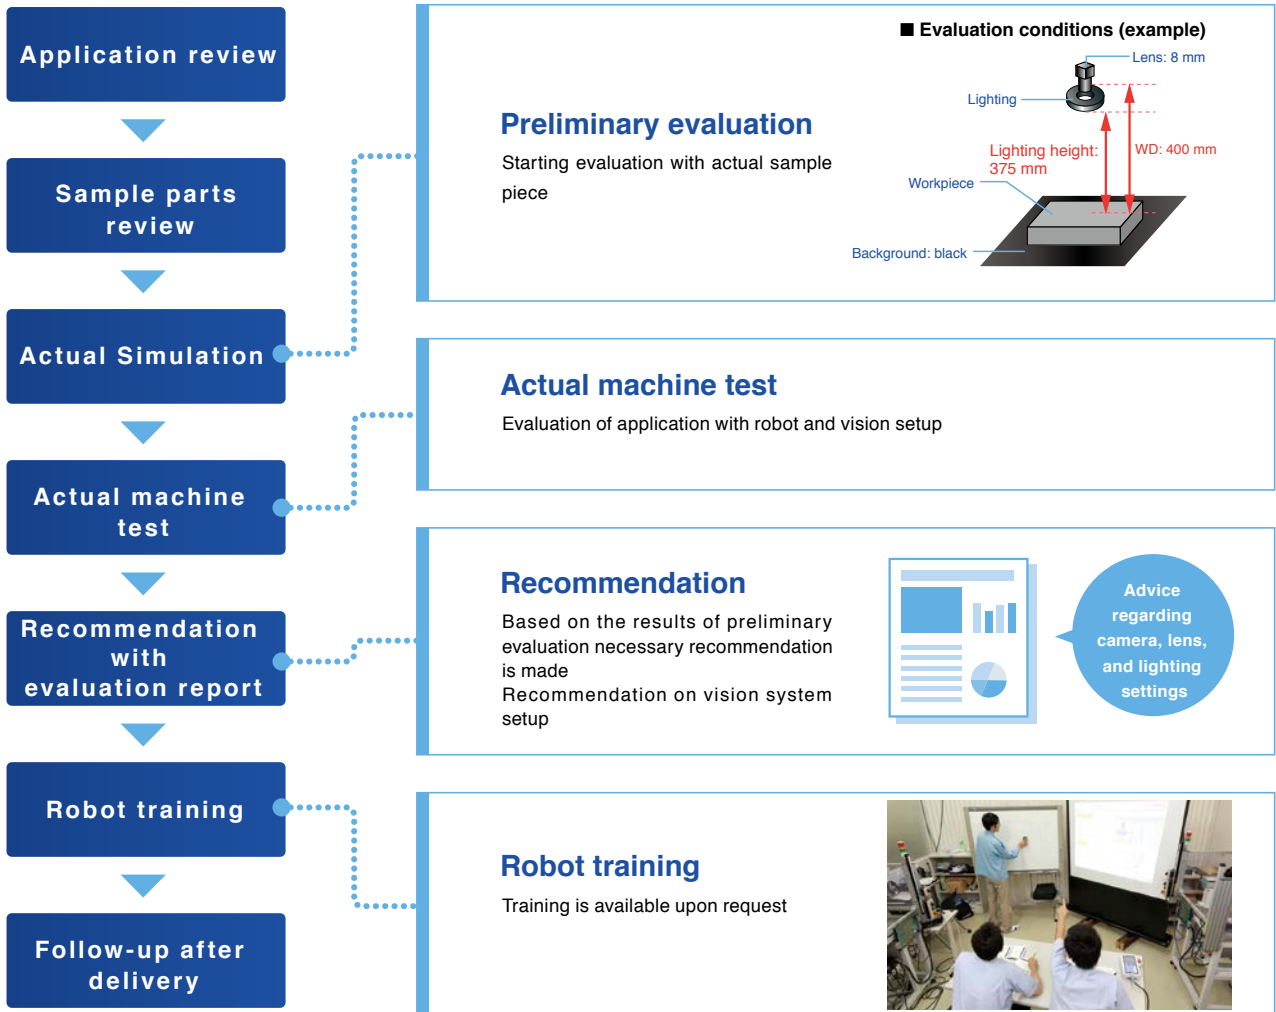 Application review
Sample parts
review
Actual Simulation
Actual machine
test
Recommendation
with
evaluation report
Robot training
Follow-up after
delivery
■ Evaluation conditions (example)
Lens: 8 mm
Lighting
Lighting height:
375 mm
WD: 400 mm
Workpiece
Background: black
Preliminary evaluation
Starting evaluation with actual sample
piece
Actual machine test
Evaluation of application with robot and vision setup
Recommendation
Based on the results of preliminary
evaluation necessary recommendation
is made
Recommendation on vision system
setup
Advice
regarding
camera, lens,
and lighting
settings
Robot training
Training is available upon request